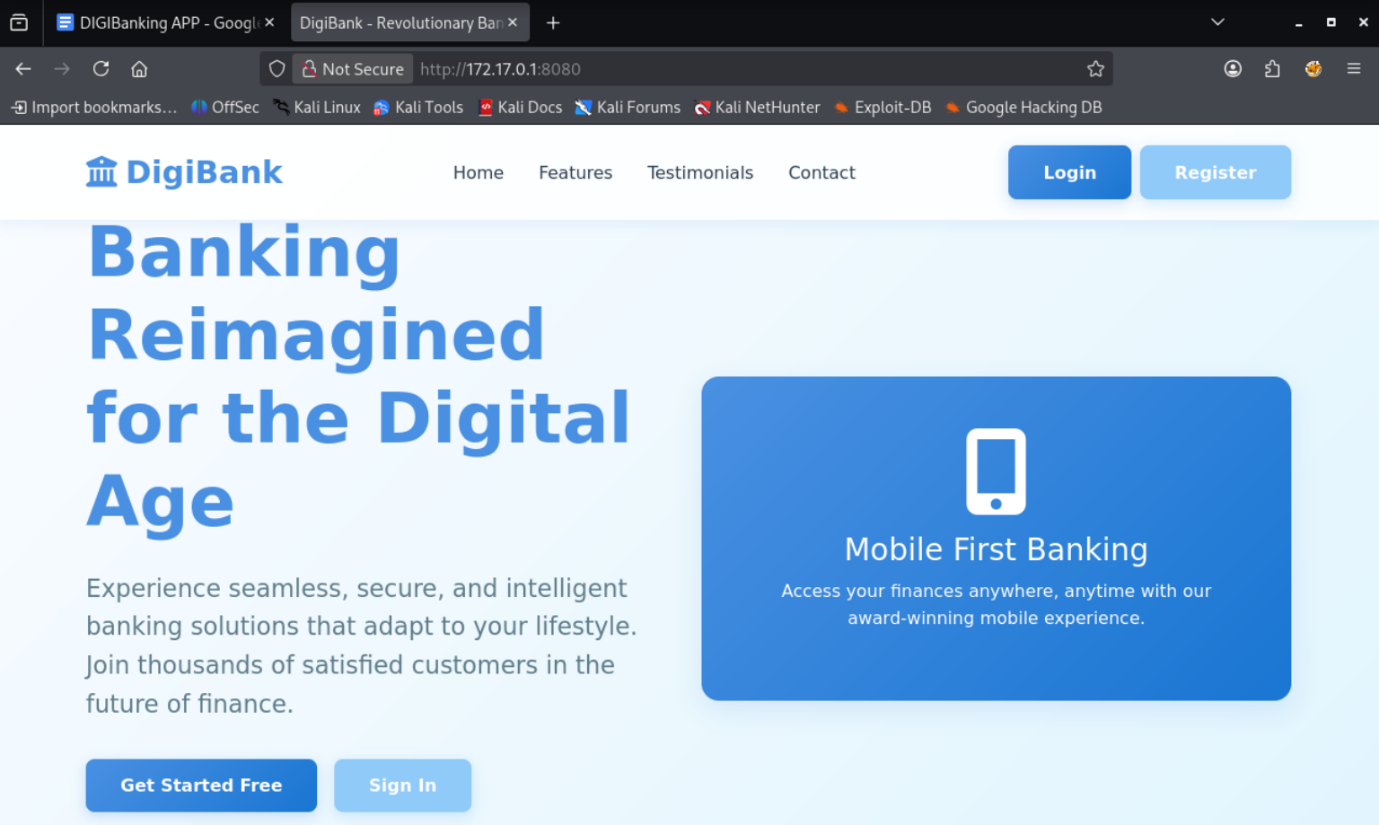 DIGIBanking APP - Google
DigiBank - Revolutionary Ban
Not Secure
http://172.17.0.1:8080
Import bookmarks...
OffSec
Kali Linux
Kali Tools
Kali Docs
Kali Forums
Kali NetHunter
Exploit-DB
Google Hacking DB
DigiBank
Home
Features
Testimonials
Contact
Login
Register
Banking
Reimagined
for the Digital
Age
Experience seamless, secure, and intelligent
banking solutions that adapt to your lifestyle.
Join thousands of satisfied customers in the
future of finance.
Get Started Free
Sign In
Mobile First Banking
Access your finances anywhere, anytime with our
award-winning mobile experience.